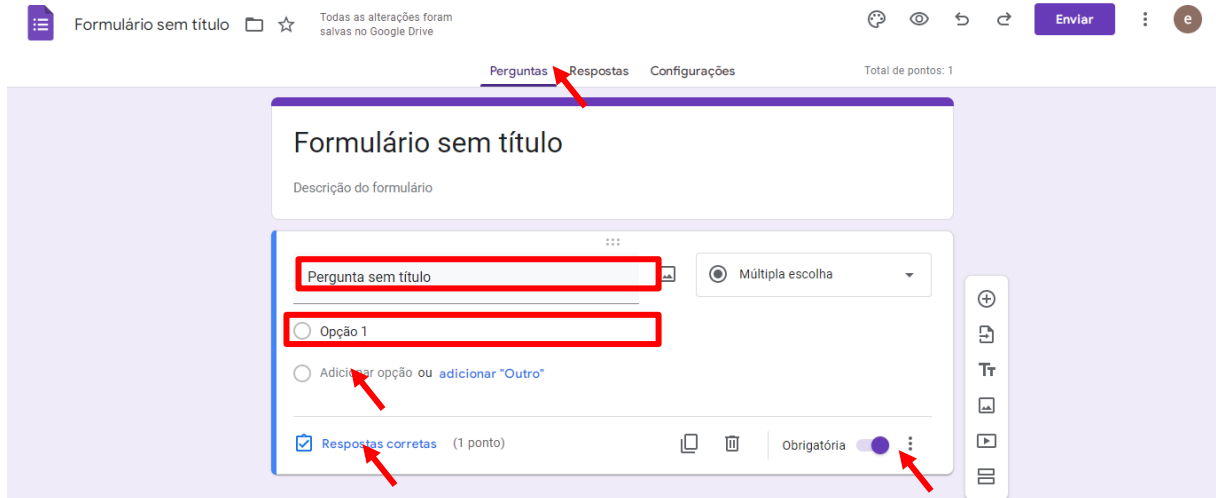 Formulário sem título
Todas as alterações foram
salvas no Google Drive
Enviar
e
Perguntas Respostas Configurações Total de pontos: 1
Formulário sem título
Descrição do formulário
Pergunta sem título
Múltipla escolha
Opção 1
Adicionar opção ou adicionar "Outro"
Tт
Respostas corretas (1 ponto)
Obrigatória